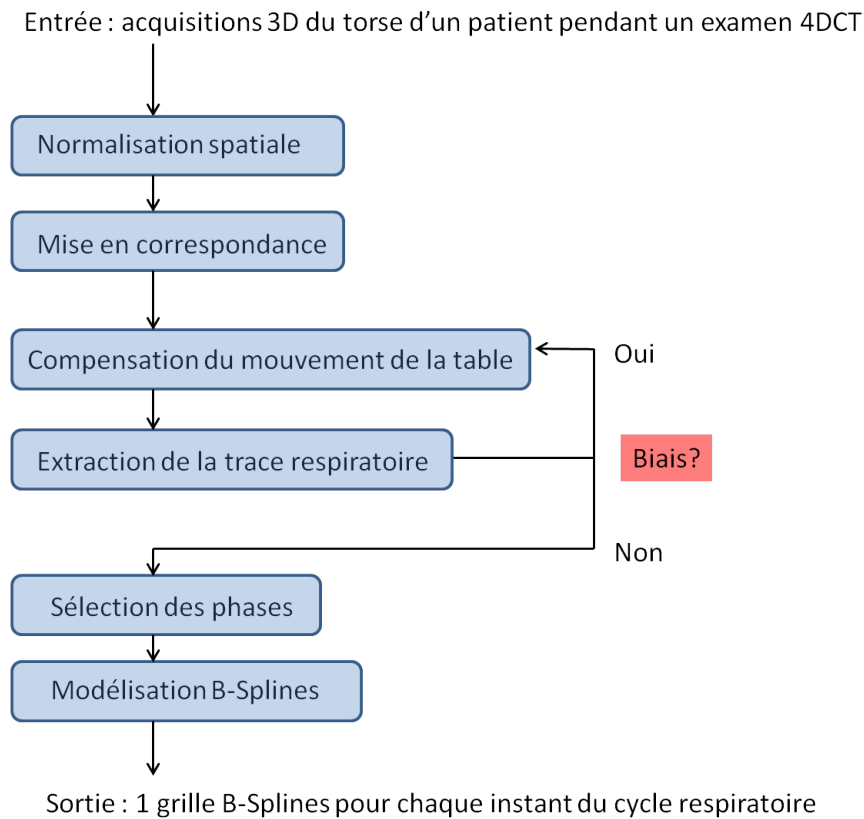 Entrée : acquisitions 3D du torse d’un patient pendant un examen 4DCT
Normalisation spatiale
Mise en correspondance
Compensation du mouvement de la table
Oui
Extraction de la trace respiratoire
Biais?
Non
Sélection des phases
Modélisation B-Splines
Sortie : 1 grille B-Splines pour chaque instant du cycle respiratoire